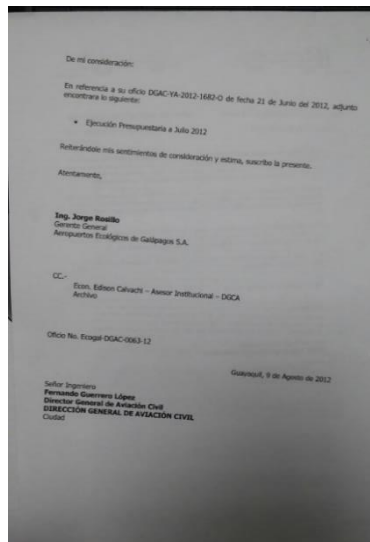 De mi consideración:
En referencia a su oficio DGAC-YA-2012-1682-O de fecha 21 de Junio del 2012, adjunto
encontrara lo siguiente:
• Ejecución Presupuestaria a Julio 2012
Reiterándole mis sentimientos de consideración y estima, suscribo la presente.
Atentamente,
Ing. Jorge Rosillo
Gerente General
Aeropuertos Ecológicos de Galápagos S.A.
CC.-
Econ. Edison Calvachi – Asesor Institucional – DGCA
Archivo
Oficio No. Ecogal-DGAC-0063-12
Guayaquil, 9 de Agosto de 2012
Señor Ingeniero
Fernando Guerrero López
Director General de Aviación Civil
DIRECCIÓN GENERAL DE AVIACIÓN CIVIL
Ciudad